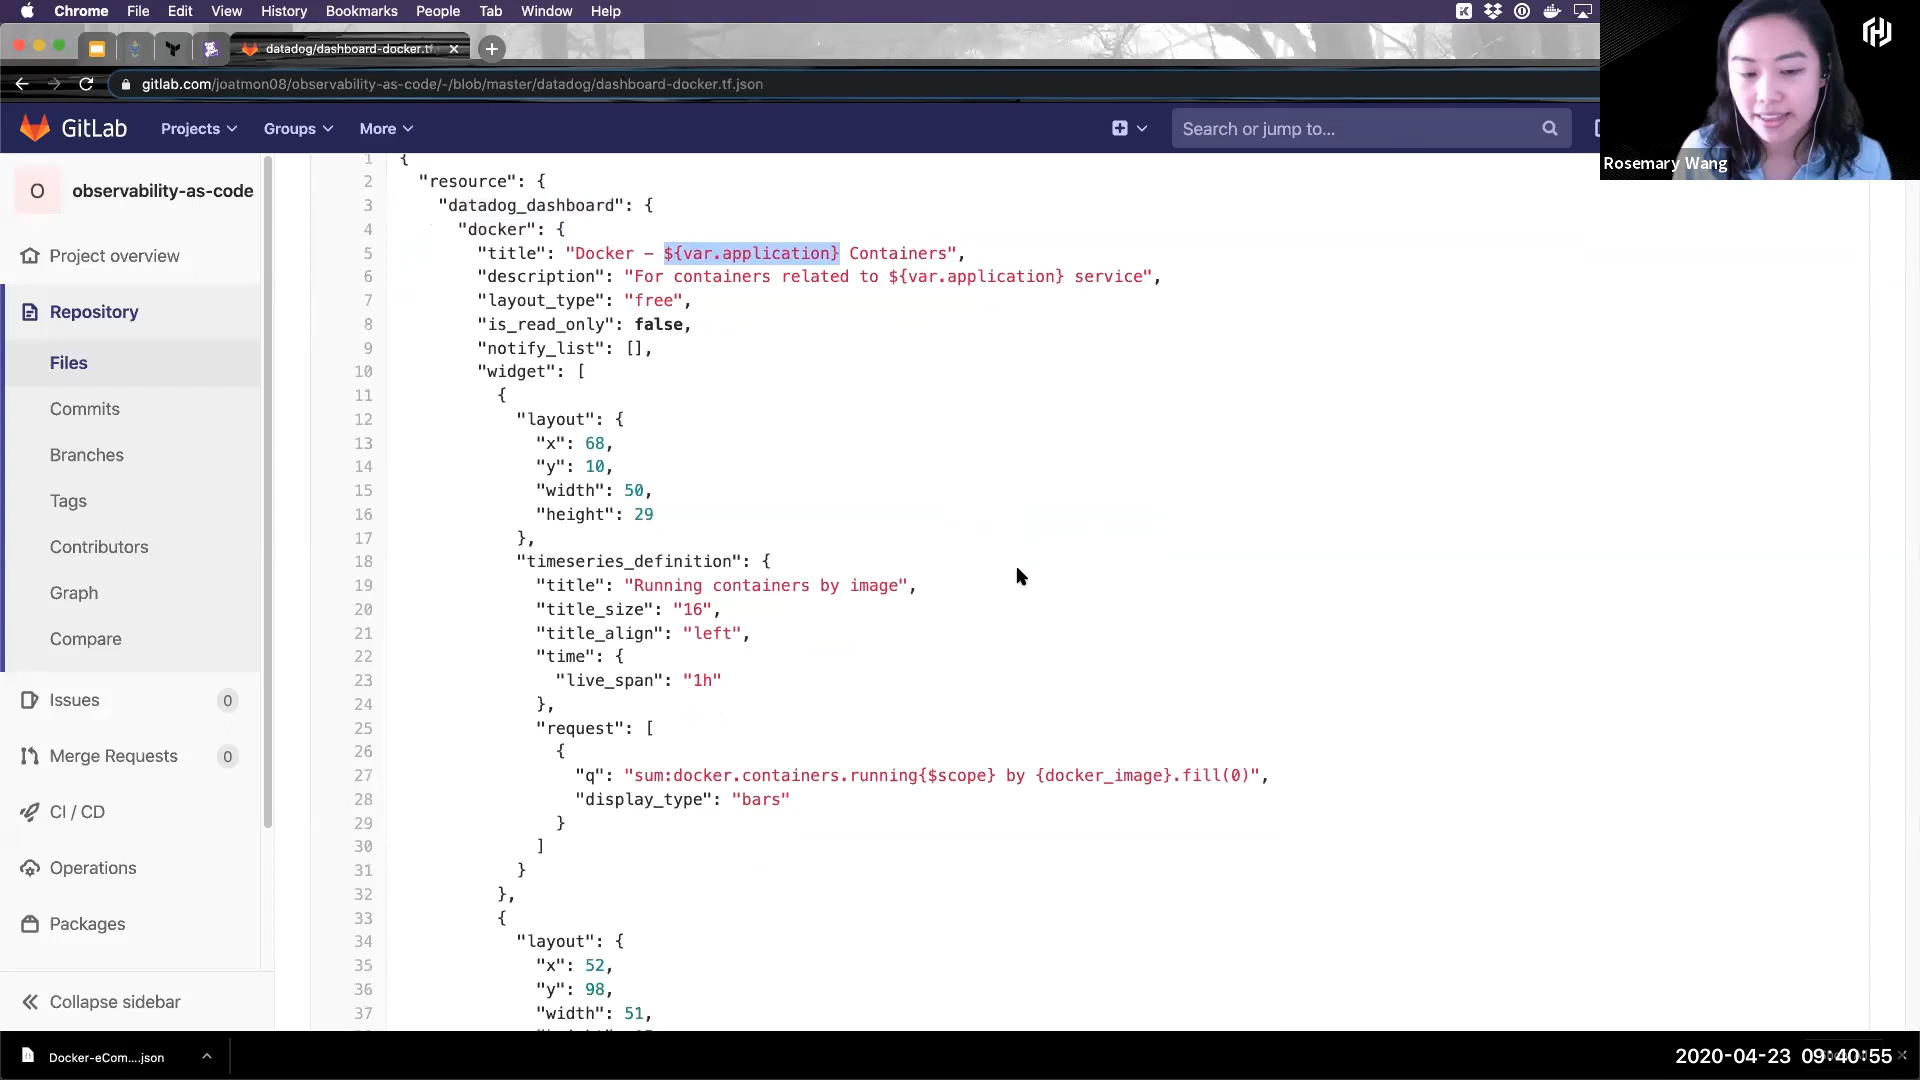 Chrome File Edit View History Bookmarks People Tab Window Help
datadog/dashboard-docker.tf
gitlab.com/joatmon08/observability-as-code/-/blob/master/datadog/dashboard-docker.tf.json
GitLab Projects Groups More Search or jump to...
Rosemary Wang
O observability-as-code
Project overview
Repository
Files
Commits
Branches
Tags
Contributors
Graph
Compare
Issues 0
Merge Requests 0
CI / CD
Operations
Packages
Collapse sidebar
1 {
2 "resource": {
3 "datadog_dashboard": {
4 "docker": {
5 "title": "Docker – ${var.application} Containers",
6 "description": "For containers related to ${var.application} service",
7 "layout_type": "free",
8 "is_read_only": false,
9 "notify_list": [],
10 "widget": [
11 {
12 "layout": {
13 "x": 68,
14 "y": 10,
15 "width": 50,
16 "height": 29
17 },
18 "timeseries_definition": {
19 "title": "Running containers by image",
20 "title_size": "16",
21 "title_align": "left",
22 "time": {
23 "live_span": "1h"
24 },
25 "request": [
26 {
27 "q": "sum:docker.containers.running{$scope} by {docker_image}.fill(0)",
28 "display_type": "bars"
29 }
30 ]
31 }
32 },
33 {
34 "layout": {
35 "x": 52,
36 "y": 98,
37 "width": 51,
Docker-eCom....json
2020-04-23 09:40:55